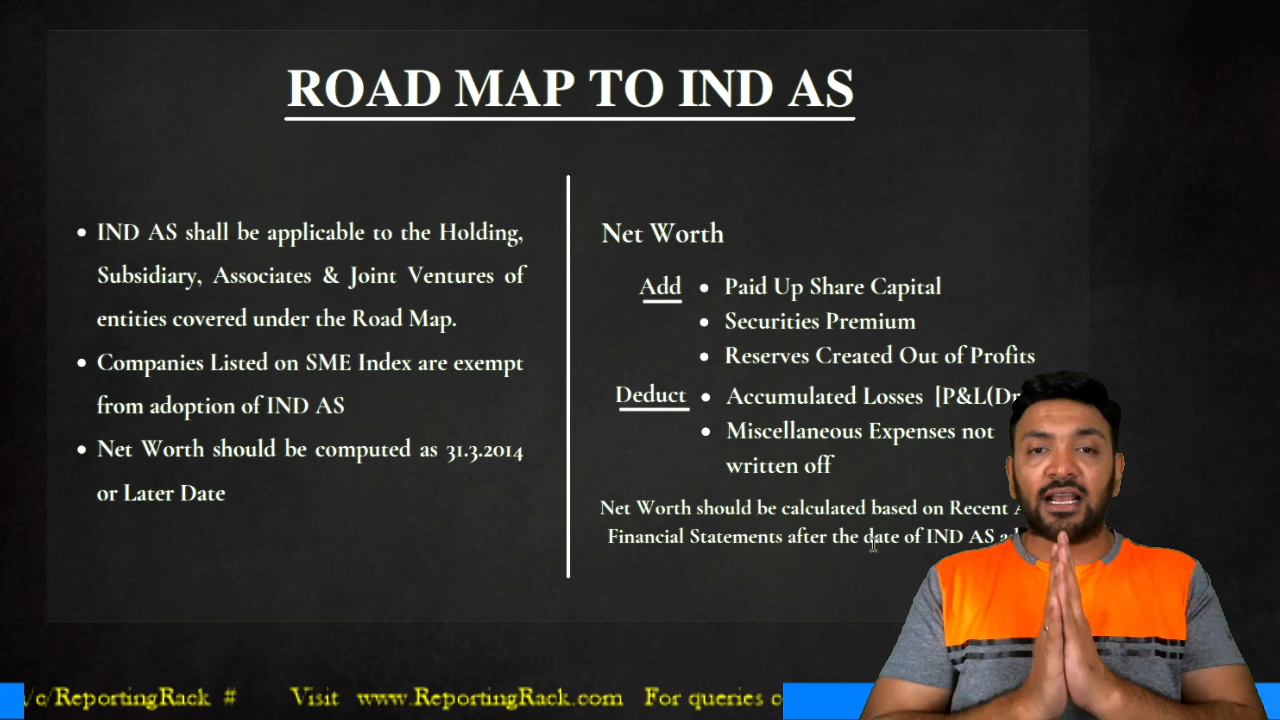 ROAD MAP TO IND AS
IND AS shall be applicable to the Holding,
Subsidiary, Associates & Joint Ventures of
entities covered under the Road Map.
Companies Listed on SME Index are exempt
from adoption of IND AS
Net Worth should be computed as 31.3.2014
or Later Date
Net Worth
Add
Paid Up Share Capital
Securities Premium
Reserves Created Out of Profits
Deduct
Accumulated Losses [P&L(Dr
Miscellaneous Expenses not
written off
Net Worth should be calculated based on Recent
Financial Statements after the date of IND AS
/c/ReportingRack # Visit www.ReportingRack.com For queries